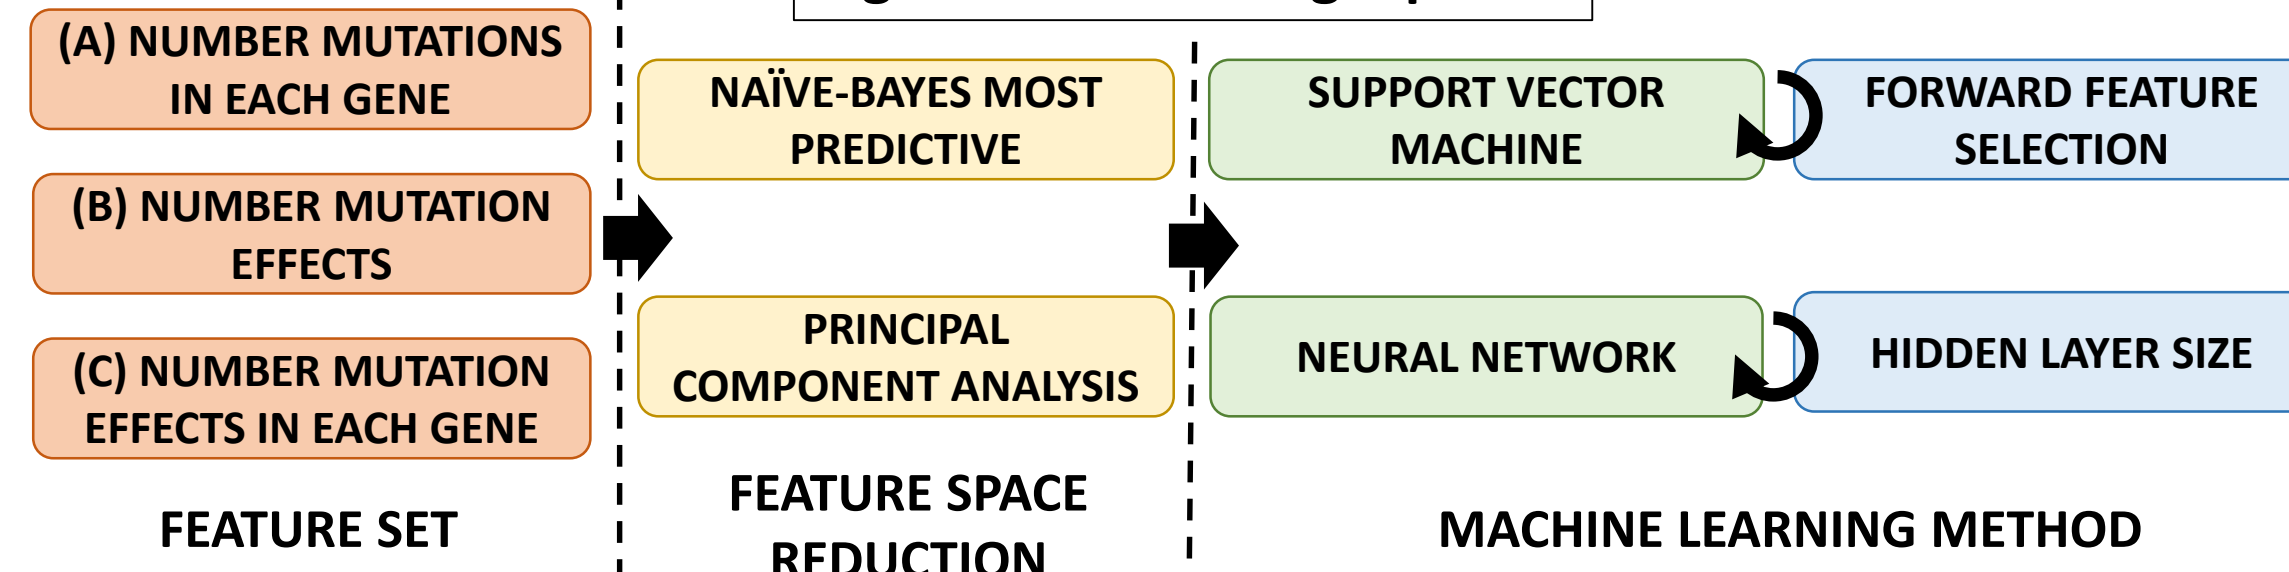 (A) NUMBER MUTATIONS
IN EACH GENE
(B) NUMBER MUTATION
EFFECTS
(C) NUMBER MUTATION
EFFECTS IN EACH GENE
FEATURE SET
NAÏVE-BAYES MOST
PREDICTIVE
PRINCIPAL
COMPONENT ANALYSIS
FEATURE SPACE
REDUCTION
SUPPORT VECTOR
MACHINE
FORWARD FEATURE
SELECTION
NEURAL NETWORK
HIDDEN LAYER SIZE
MACHINE LEARNING METHOD